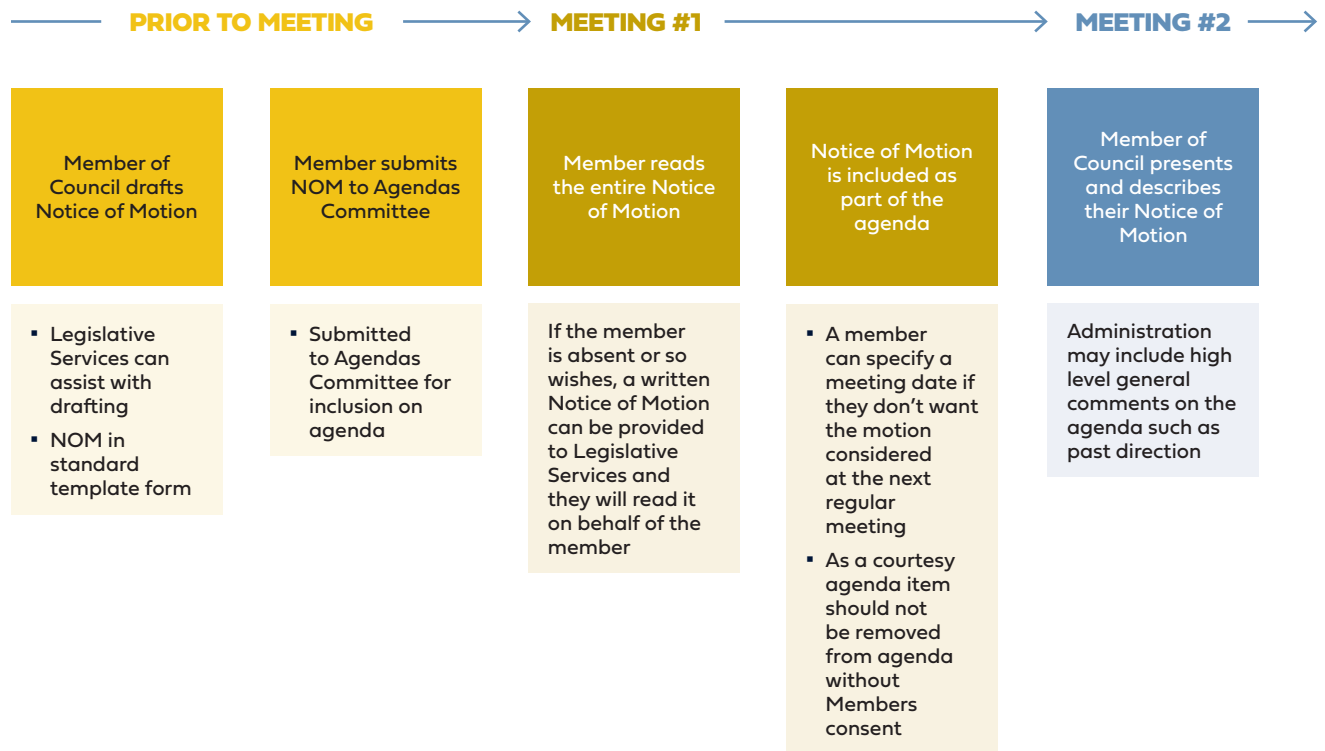 PRIOR TO MEETING
MEETING #1
MEETING #2
Member of
Council drafts
Notice of Motion
Member submits
NOM to Agendas
Committee
Member reads
the entire Notice
of Motion
Notice of Motion
is included as
part of the
agenda
Member of
Council presents
and describes
their Notice of
Motion
▪ Legislative
Services can
assist with
drafting
▪ NOM in
standard
template form
▪ Submitted
to Agendas
Committee for
inclusion on
agenda
If the member
is absent or so
wishes, a written
Notice of Motion
can be provided
to Legislative
Services and
they will read it
on behalf of the
member
▪ A member
can specify a
meeting date if
they don't want
the motion
considered
at the next
regular
meeting
▪ As a courtesy
agenda item
should not
be removed
from agenda
without
Members
consent
Administration
may include high
level general
comments on the
agenda such as
past direction